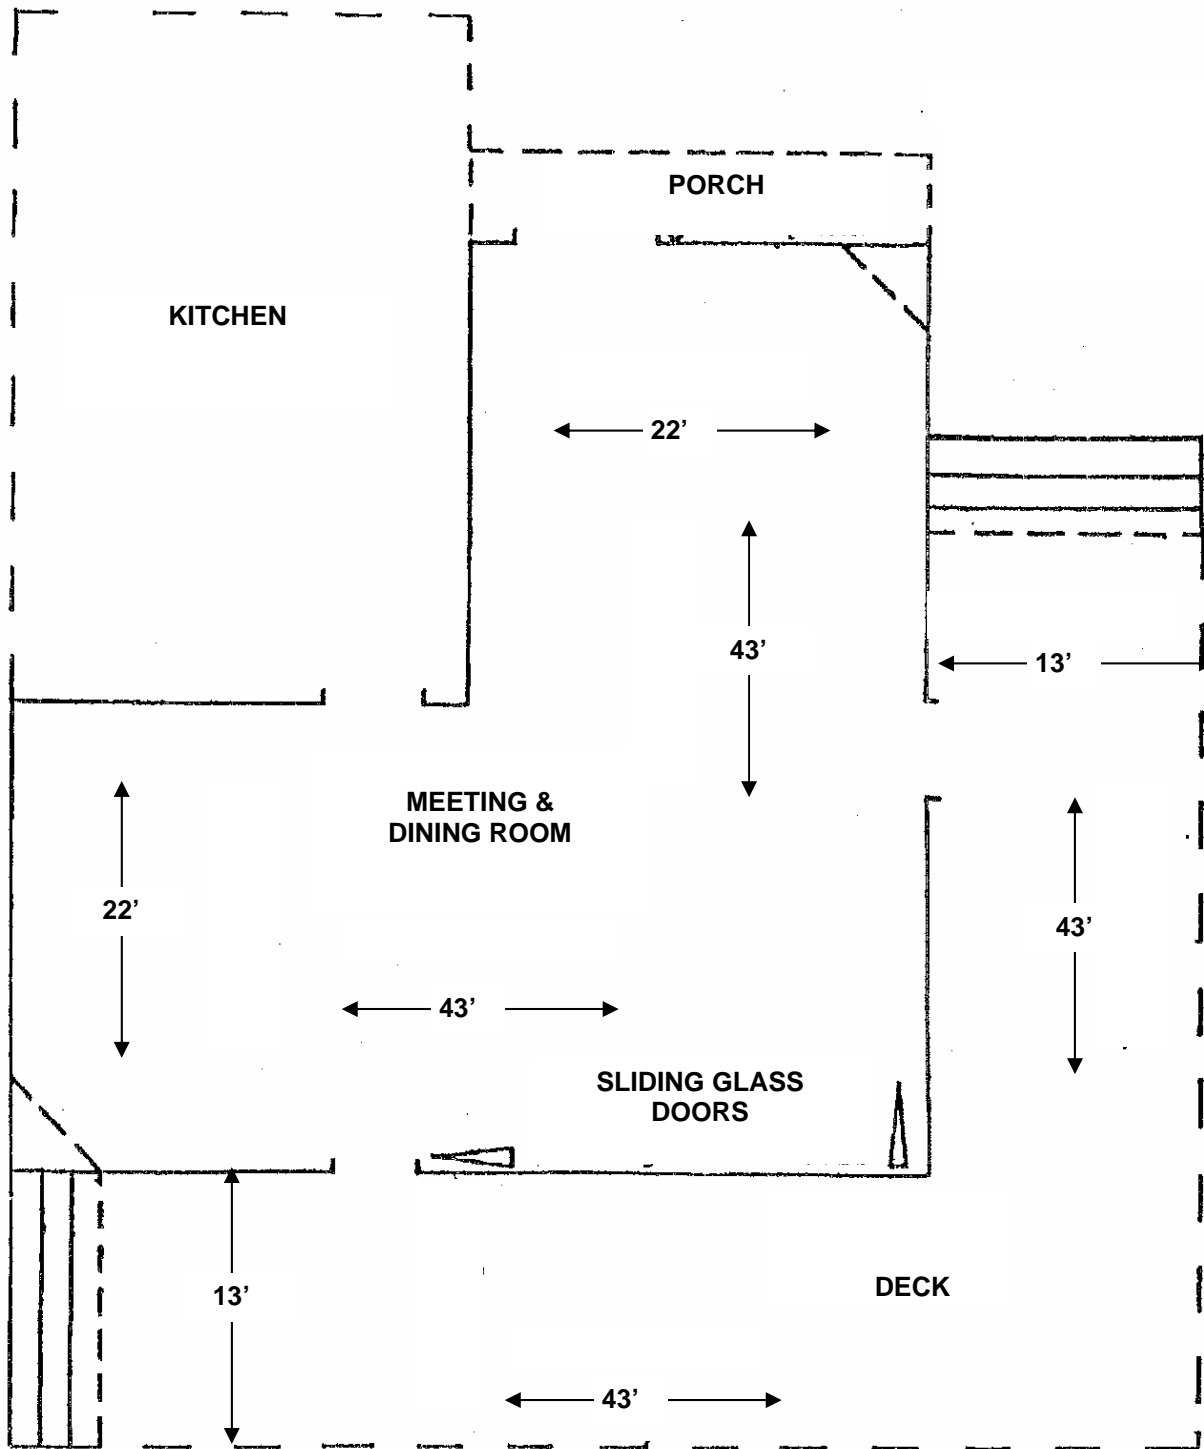 PORCH
KITCHEN
22’
43’
13’
MEETING &
DINING ROOM
22’
43’
43’
SLIDING GLASS
DOORS
13’
DECK
43’